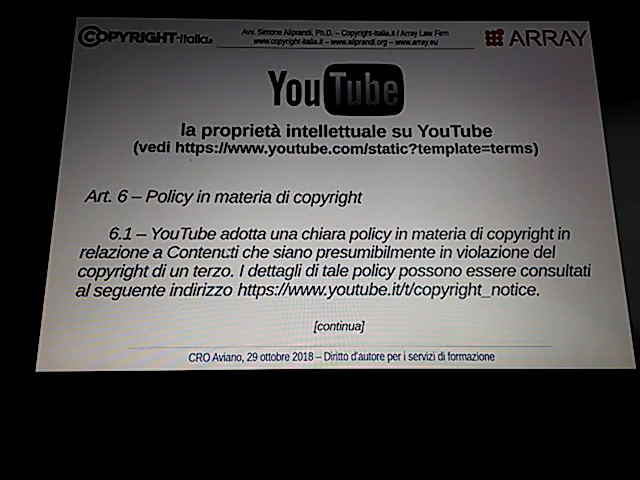 COPYRIGHT-Italia.it
Avv. Simone Aliprandi, Ph.D. – Copyright-Italia.it / Array Law Firm
www.copyright-italia.it – www.aliprandi.org – www.array.eu
ARRAY
YouTube
la proprietà intellettuale su YouTube
(vedi https://www.youtube.com/static?template=terms)
Art. 6 – Policy in materia di copyright
6.1 – YouTube adotta una chiara policy in materia di copyright in
relazione a Contenuti che siano presumibilmente in violazione del
copyright di un terzo. I dettagli di tale policy possono essere consultati
al seguente indirizzo https://www.youtube.it/t/copyright_notice.
[continua]
CRO Aviano, 29 ottobre 2018 – Diritto d'autore per i servizi di formazione